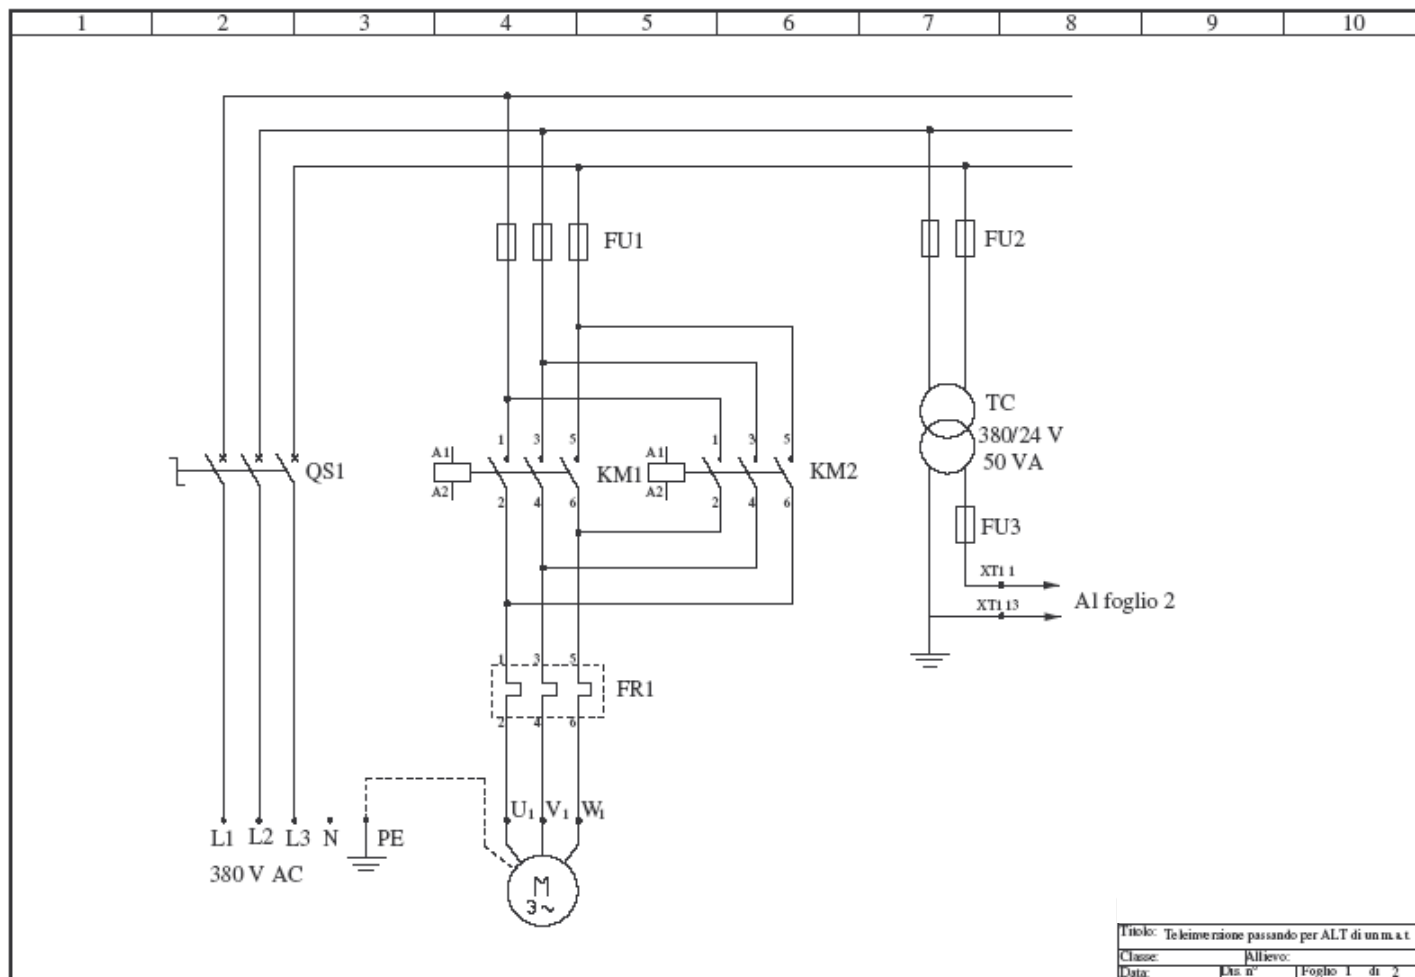 1 2 3 4 5 6 7 8 9 10
FU1
FU2
TC
380/24 V
50 VA
A1 1 3 5 A1 1 3 5
QS1
KM1
KM2
A2 2 4 6 A2 2 4 6
FU3
XT1 1
XT1 13
Al foglio 2
1 3 5
FR1
2 4 6
U1 V1 W1
L1 L2 L3 N PE
380 V AC
M
3~
Titolo: Teleinversione passando per ALT di un m.a.t.
Classe: Allievo:
Data: Dis. n° Foglio 1 di 2